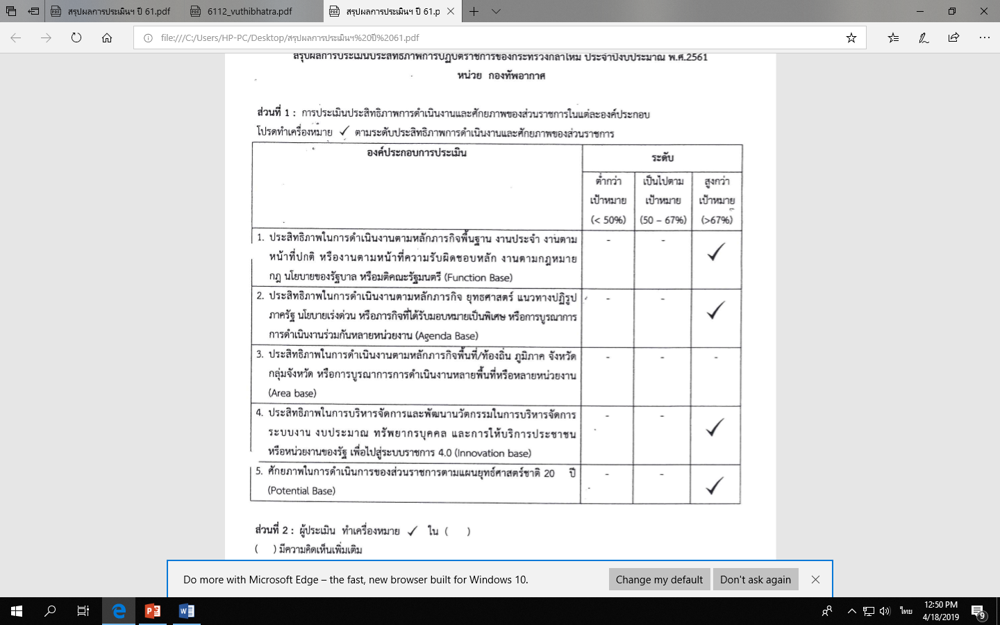 สรุปผลการประเมินฯ ปี 61.pdf
6112_vuthibhatra.pdf
สรุปผลการประเมินฯ ปี 61.p
file:///C:/Users/HP-PC/Desktop/สรุปผลการประเมินฯ%20ปี%2061.pdf
สรุปผลการประเมินประสิทธิภาพการปฏิบัติราชการของกระทรวงกลาโหม ประจำปีงบประมาณ พ.ศ.2561
หน่วย กองทัพอากาศ
ส่วนที่ 1 : การประเมินประสิทธิภาพการดำเนินงานและศักยภาพของส่วนราชการในแต่ละองค์ประกอบ
โปรดทำเครื่องหมาย ✓ ตามระดับประสิทธิภาพการดำเนินงานและศักยภาพของส่วนราชการ
องค์ประกอบการประเมิน
ระดับ
ต่ำกว่า เป็นไปตาม สูงกว่า
เป้าหมาย เป้าหมาย เป้าหมาย
(< 50%) (50 – 67%) (>67%)
1. ประสิทธิภาพในการดำเนินงานตามหลักภารกิจพื้นฐาน งานประจำ งานตาม - - ✓
หน้าที่ปกติ หรืองานตามหน้าที่ความรับผิดชอบหลัก งานตามกฎหมาย
กฎ นโยบายของรัฐบาล หรือมติคณะรัฐมนตรี (Function Base)
2. ประสิทธิภาพในการดำเนินงานตามหลักภารกิจ ยุทธศาสตร์ แนวทางปฏิรูป - - ✓
ภาครัฐ นโยบายเร่งด่วน หรือภารกิจที่ได้รับมอบหมายเป็นพิเศษ หรือการบูรณาการ
การดำเนินงานร่วมกันหลายหน่วยงาน (Agenda Base)
3. ประสิทธิภาพในการดำเนินงานตามหลักภารกิจพื้นที่/ท้องถิ่น ภูมิภาค จังหวัด - - -
กลุ่มจังหวัด หรือการบูรณาการการดำเนินงานหลายพื้นที่หรือหลายหน่วยงาน
(Area base)
4. ประสิทธิภาพในการบริหารจัดการและพัฒนานวัตกรรมในการบริหารจัดการ - - ✓
ระบบงาน งบประมาณ ทรัพยากรบุคคล และการให้บริการประชาชน
หรือหน่วยงานของรัฐ เพื่อไปสู่ระบบราชการ 4.0 (Innovation base)
5. ศักยภาพในการดำเนินการของส่วนราชการตามแผนยุทธ์ศาสตร์ชาติ 20 ปี - - ✓
(Potential Base)
ส่วนที่ 2 : ผู้ประเมิน ทำเครื่องหมาย ✓ ใน ( )
( ) มีความคิดเห็นเพิ่มเติม
Do more with Microsoft Edge – the fast, new browser built for Windows 10.
Change my default
Don't ask again
ไทย
12:50 PM
4/18/2019
9